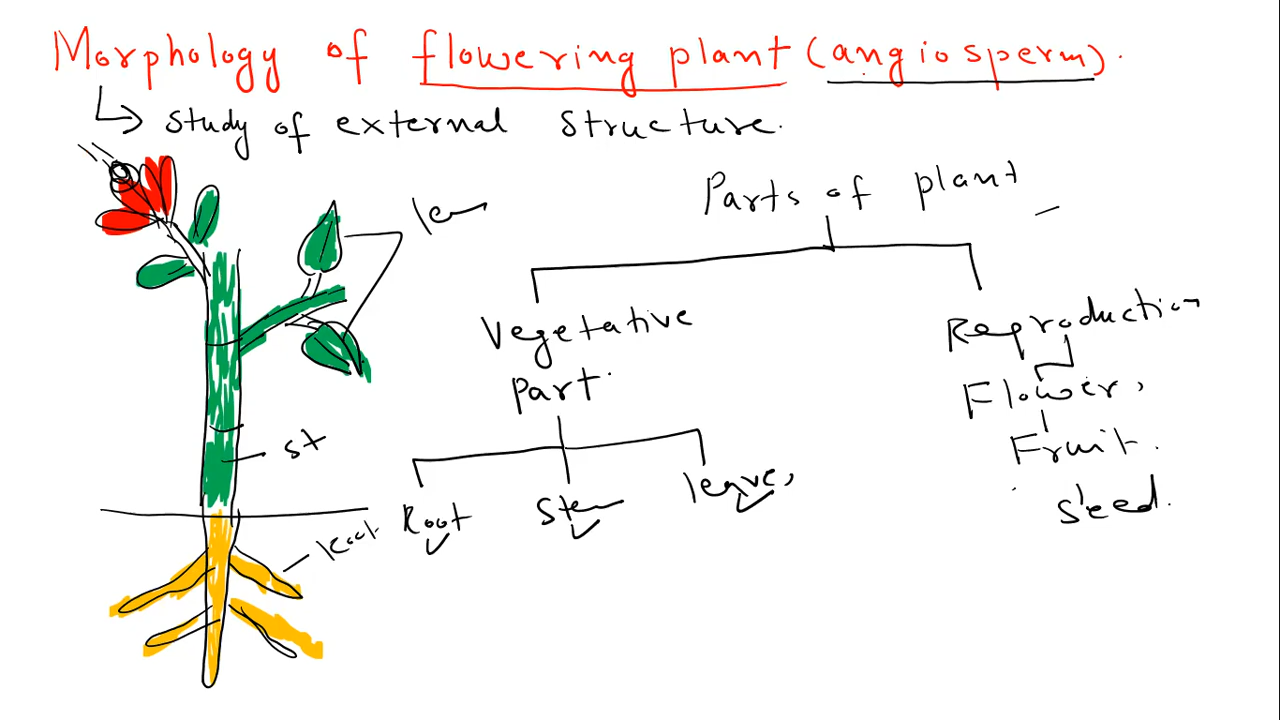 Morphology of flowering plant (angiosperm).
study of external structure.
Parts of plant
Vegetative
Part.
Reproduction
Flower,
Fruit.
Seed.
Root
Stem
leave,
st
Root